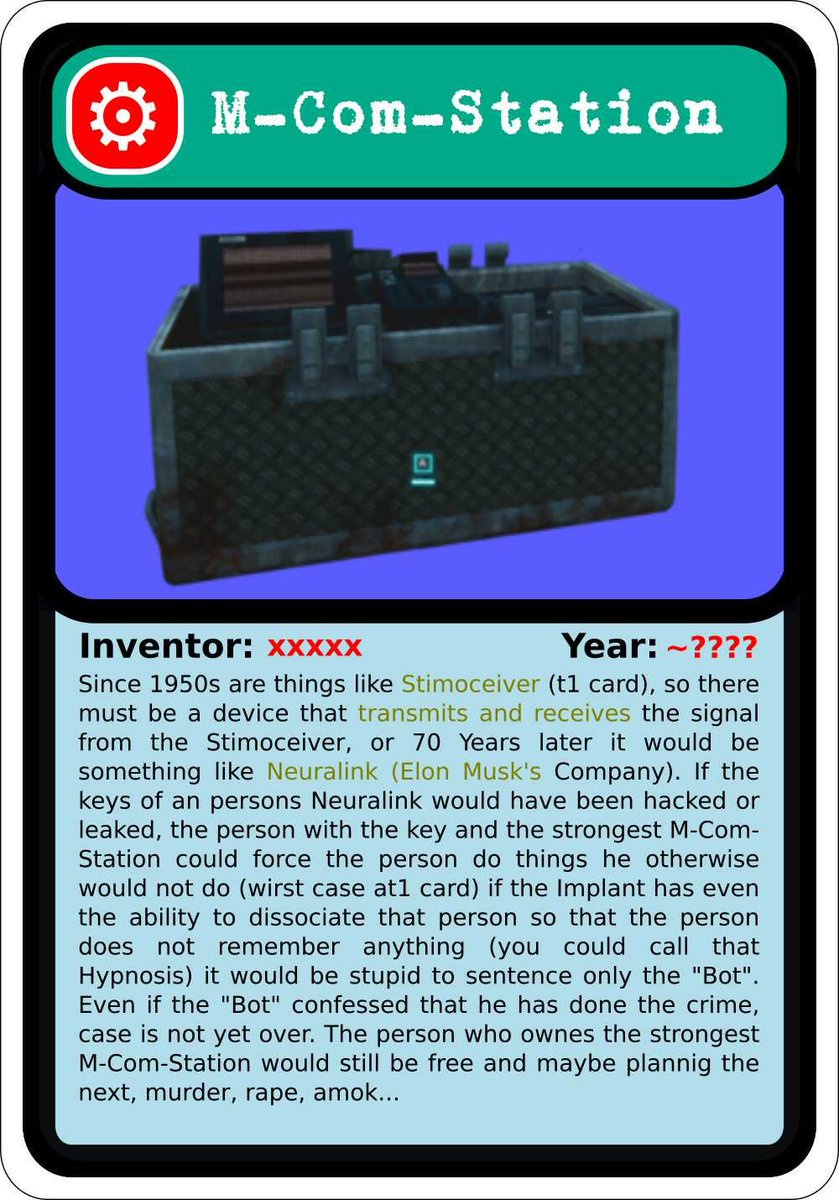 M-Com-Station
Inventor: xxxxx Year: ~????
Since 1950s are things like Stimoceiver (t1 card), so there
must be a device that transmits and receives the signal
from the Stimoceiver, or 70 Years later it would be
something like Neuralink (Elon Musk's Company). If the
keys of an persons Neuralink would have been hacked or
leaked, the person with the key and the strongest M-Com-
Station could force the person do things he otherwise
would not do (wirst case at1 card) if the Implant has even
the ability to dissociate that person so that the person
does not remember anything (you could call that
Hypnosis) it would be stupid to sentence only the "Bot".
Even if the "Bot" confessed that he has done the crime,
case is not yet over. The person who ownes the strongest
M-Com-Station would still be free and maybe plannig the
next, murder, rape, amok...